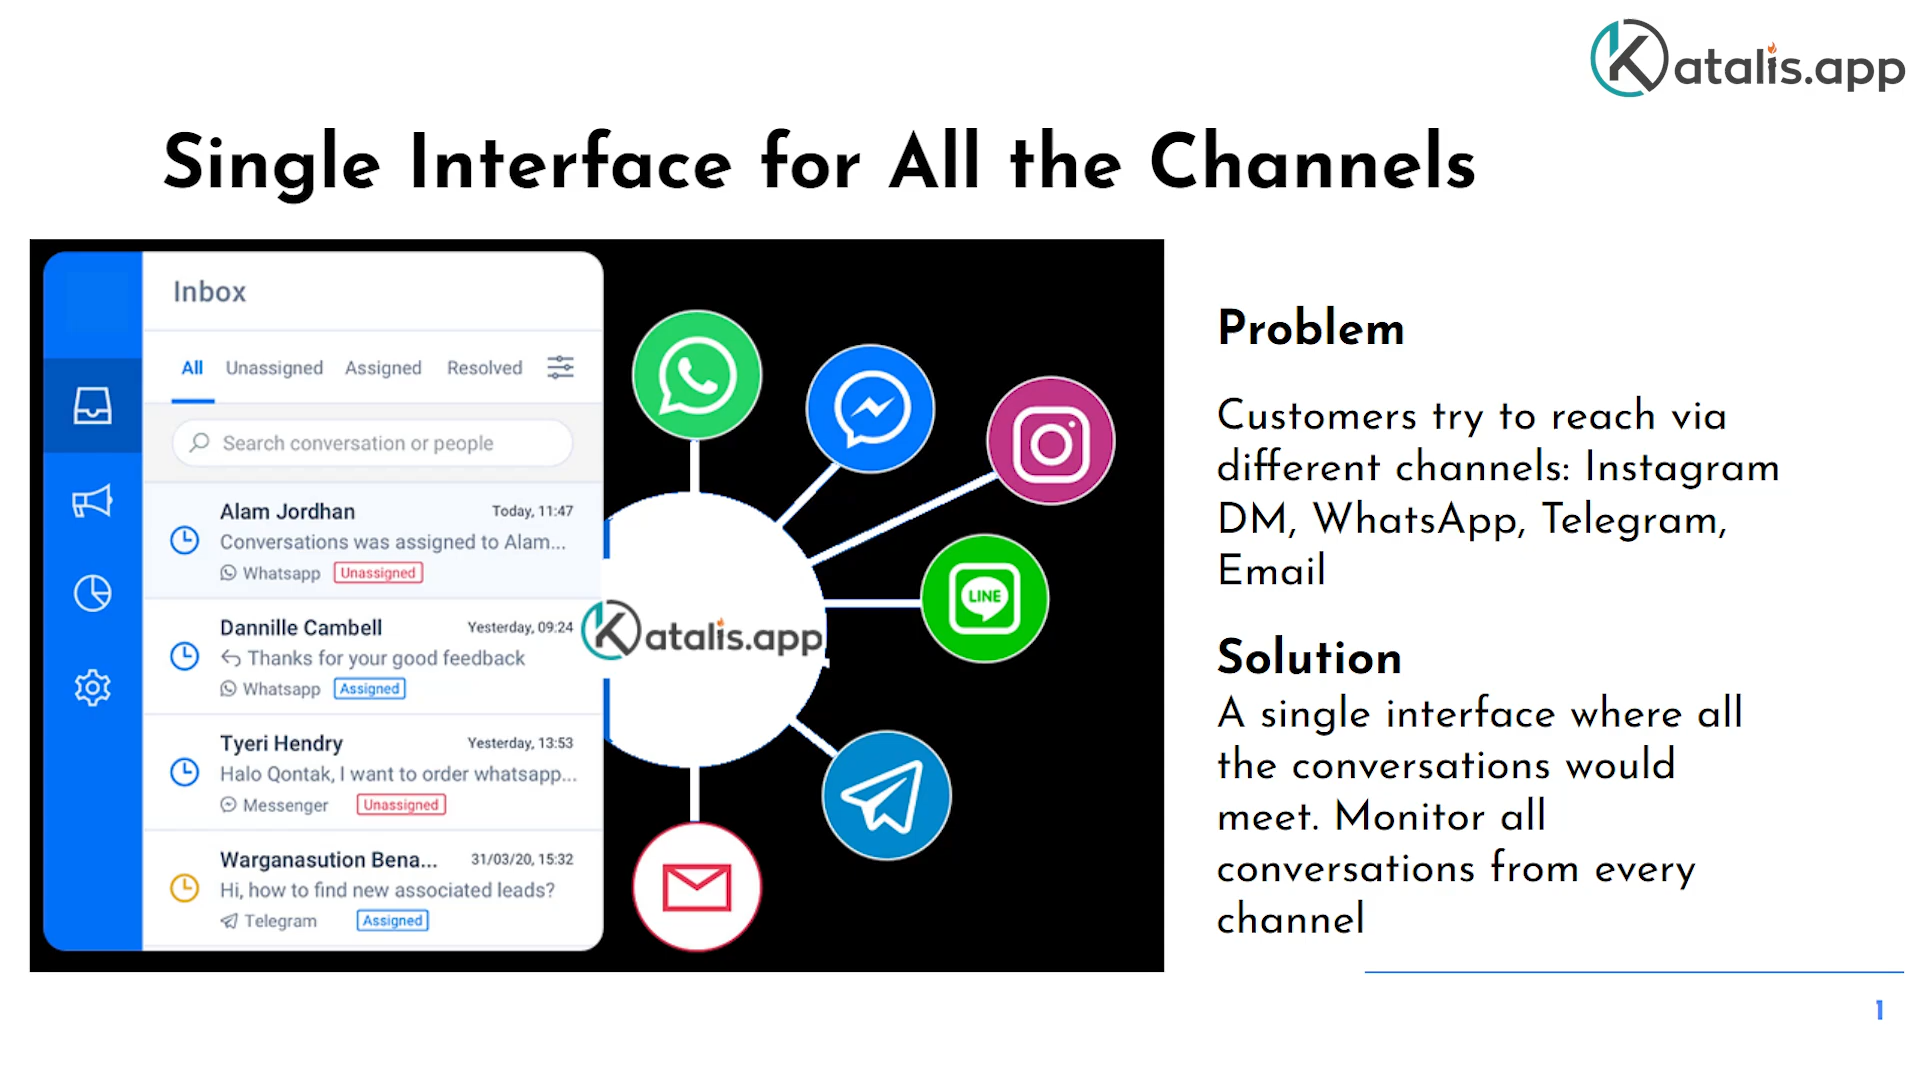 Katalis.app
Single Interface for All the Channels
Inbox
All Unassigned Assigned Resolved
Search conversation or people
Alam Jordhan Today, 11:47
Conversations was assigned to Alam...
Whatsapp Unassigned
Dannille Cambell Yesterday, 09:24
Thanks for your good feedback
Whatsapp Assigned
Tyeri Hendry Yesterday, 13:53
Halo Qontak, I want to order whatsapp...
Messenger Unassigned
Warganasution Bena... 31/03/20, 15:32
Hi, how to find new associated leads?
Telegram Assigned
Katalis.app
LINE
Problem
Customers try to reach via
different channels: Instagram
DM, WhatsApp, Telegram,
Email
Solution
A single interface where all
the conversations would
meet. Monitor all
conversations from every
channel
1